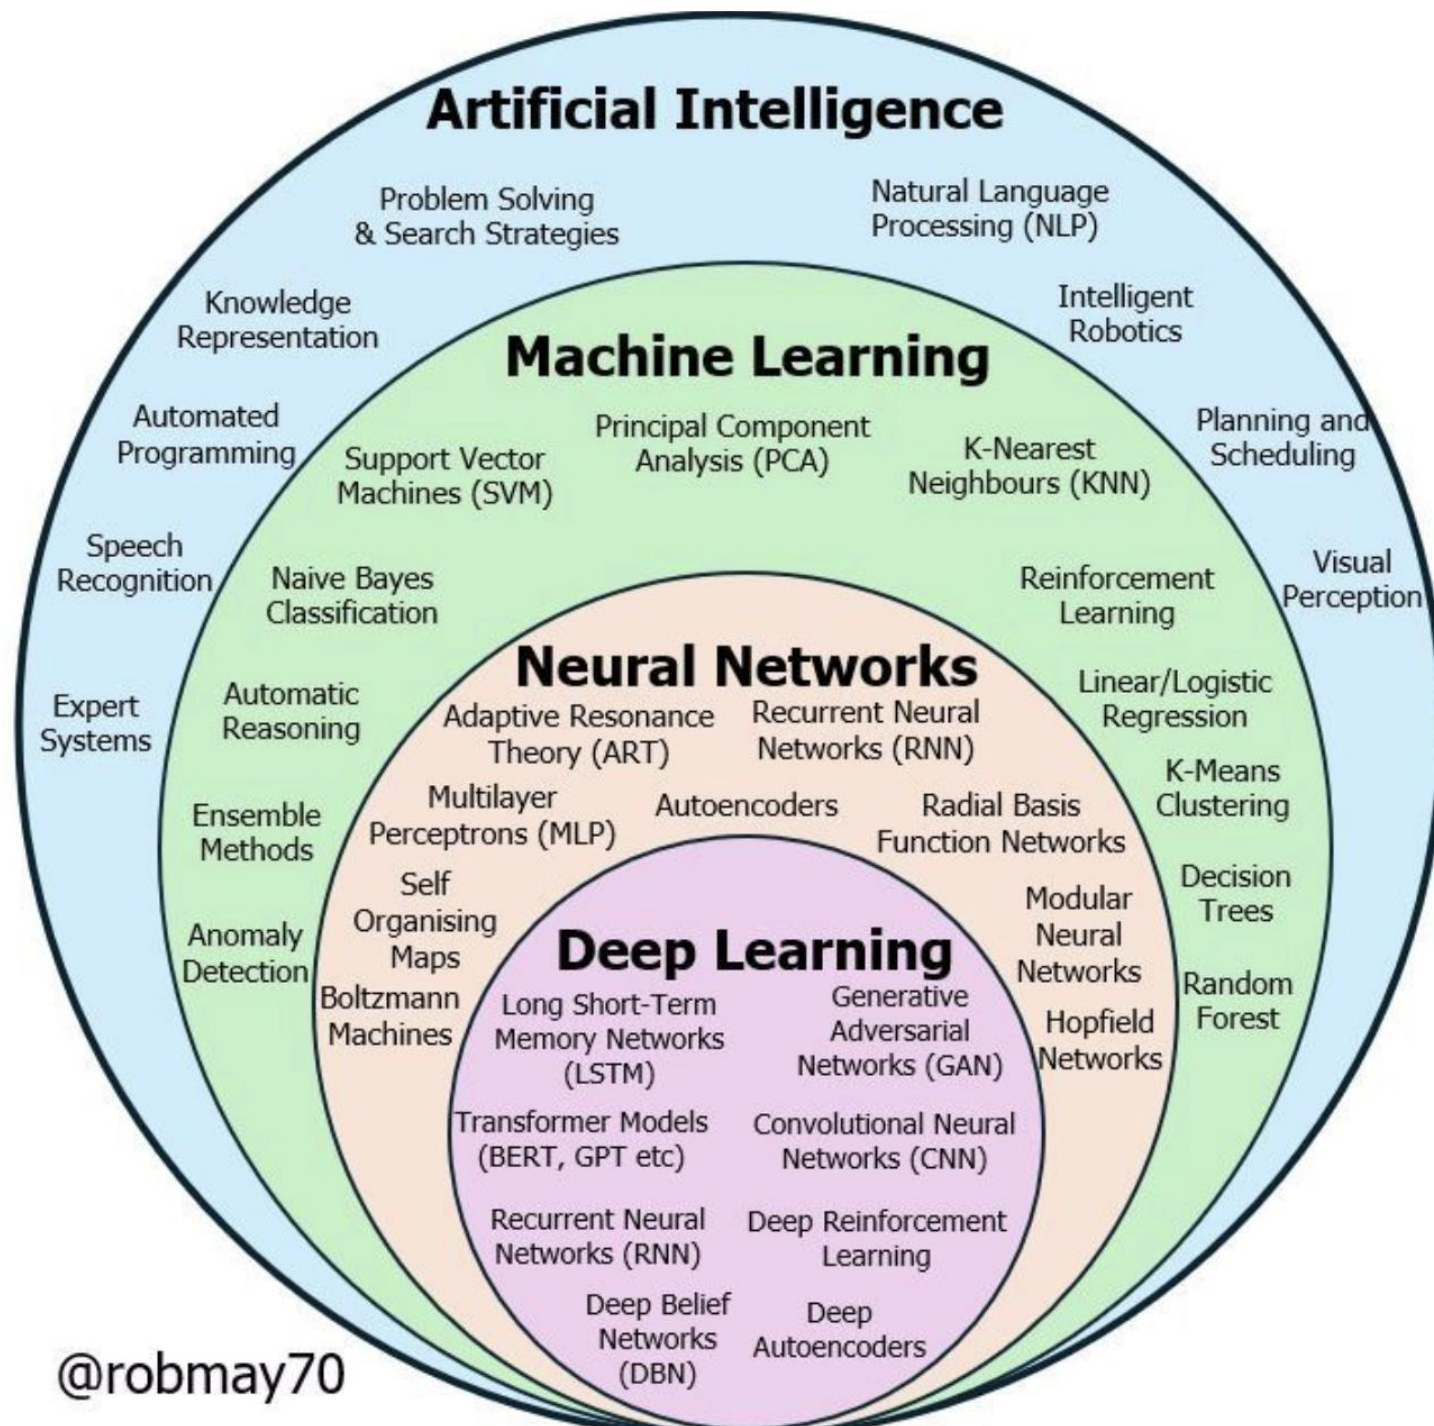 Artificial Intelligence
Problem Solving
& Search Strategies
Natural Language
Processing (NLP)
Knowledge
Representation
Intelligent
Robotics
Automated
Programming
Planning and
Scheduling
Speech
Recognition
Visual
Perception
Expert
Systems
Machine Learning
Support Vector
Machines (SVM)
Principal Component
Analysis (PCA)
K-Nearest
Neighbours (KNN)
Naive Bayes
Classification
Reinforcement
Learning
Automatic
Reasoning
Linear/Logistic
Regression
Ensemble
Methods
K-Means
Clustering
Anomaly
Detection
Decision
Trees
Random
Forest
Neural Networks
Adaptive Resonance
Theory (ART)
Recurrent Neural
Networks (RNN)
Multilayer
Perceptrons (MLP)
Autoencoders
Radial Basis
Function Networks
Self
Organising
Maps
Modular
Neural
Networks
Boltzmann
Machines
Hopfield
Networks
Deep Learning
Long Short-Term
Memory Networks
(LSTM)
Generative
Adversarial
Networks (GAN)
Transformer Models
(BERT, GPT etc)
Convolutional Neural
Networks (CNN)
Recurrent Neural
Networks (RNN)
Deep Reinforcement
Learning
Deep Belief
Networks
(DBN)
Deep
Autoencoders
@robmay70